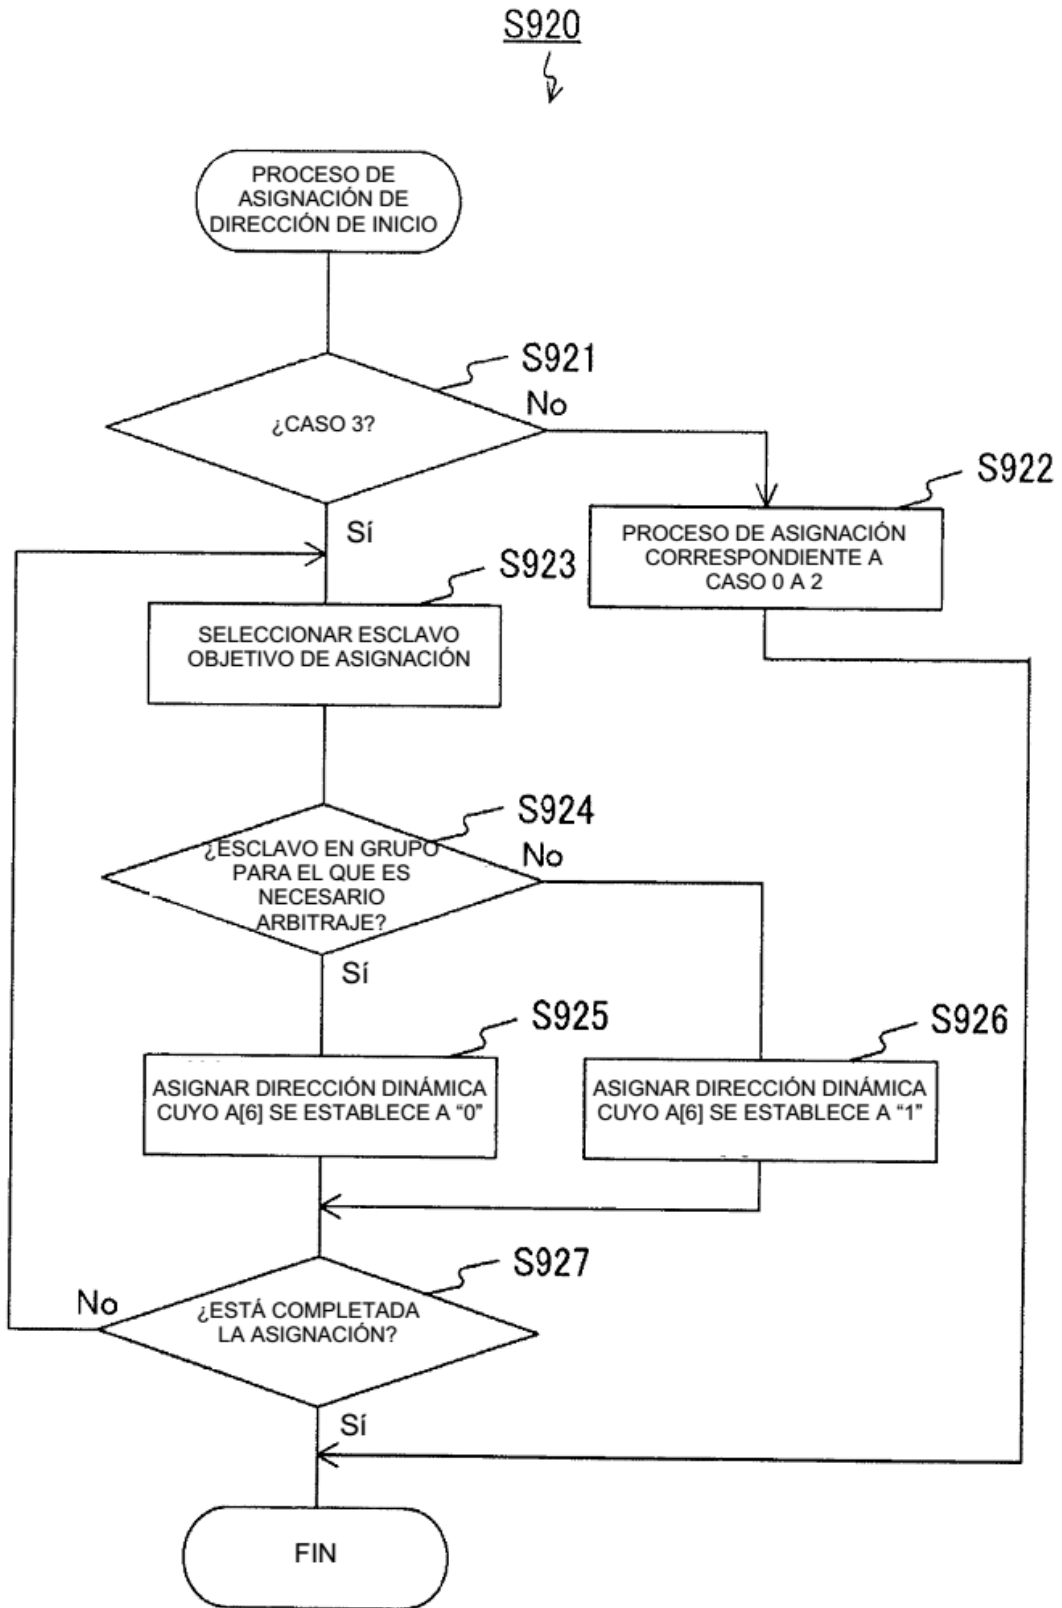 S920
PROCESO DE
ASIGNACIÓN DE
DIRECCIÓN DE INICIO
S921
¿CASO 3?
No
Sí
S922
PROCESO DE ASIGNACIÓN
CORRESPONDIENTE A
CASO 0 A 2
S923
SELECCIONAR ESCLAVO
OBJETIVO DE ASIGNACIÓN
S924
¿ESCLAVO EN GRUPO
PARA EL QUE ES
NECESARIO
ARBITRAJE?
No
Sí
S925
ASIGNAR DIRECCIÓN DINÁMICA
CUYO A[6] SE ESTABLECE A “0”
S926
ASIGNAR DIRECCIÓN DINÁMICA
CUYO A[6] SE ESTABLECE A “1”
S927
¿ESTÁ COMPLETADA
LA ASIGNACIÓN?
No
Sí
FIN